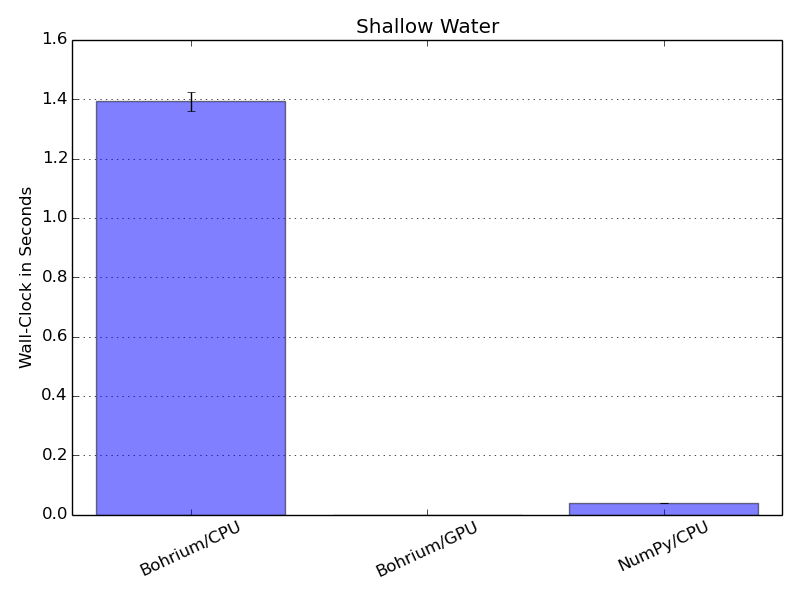 Shallow Water
Wall-Clock in Seconds
1.6
1.4
1.2
1.0
0.8
0.6
0.4
0.2
0.0
Bohrium/CPU
Bohrium/GPU
NumPy/CPU